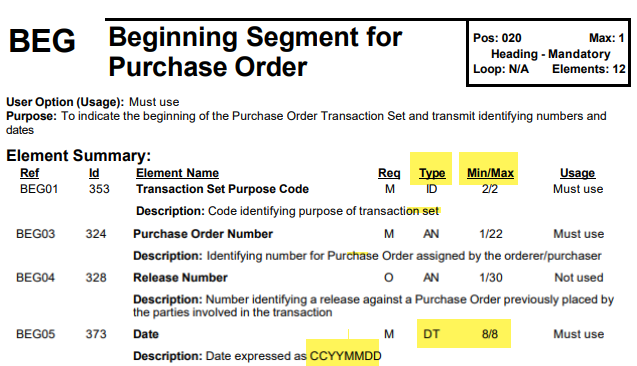 BEG
Beginning Segment for
Purchase Order
Pos: 020 Max: 1
Heading - Mandatory
Loop: N/A Elements: 12
User Option (Usage): Must use
Purpose: To indicate the beginning of the Purchase Order Transaction Set and transmit identifying numbers and
dates
Element Summary:
Ref Id Element Name Req Type Min/Max Usage
BEG01 353 Transaction Set Purpose Code M ID 2/2 Must use
Description: Code identifying purpose of transaction set
BEG03 324 Purchase Order Number M AN 1/22 Must use
Description: Identifying number for Purchase Order assigned by the orderer/purchaser
BEG04 328 Release Number O AN 1/30 Not used
Description: Number identifying a release against a Purchase Order previously placed by
the parties involved in the transaction
BEG05 373 Date M DT 8/8 Must use
Description: Date expressed as CCYYMMDD